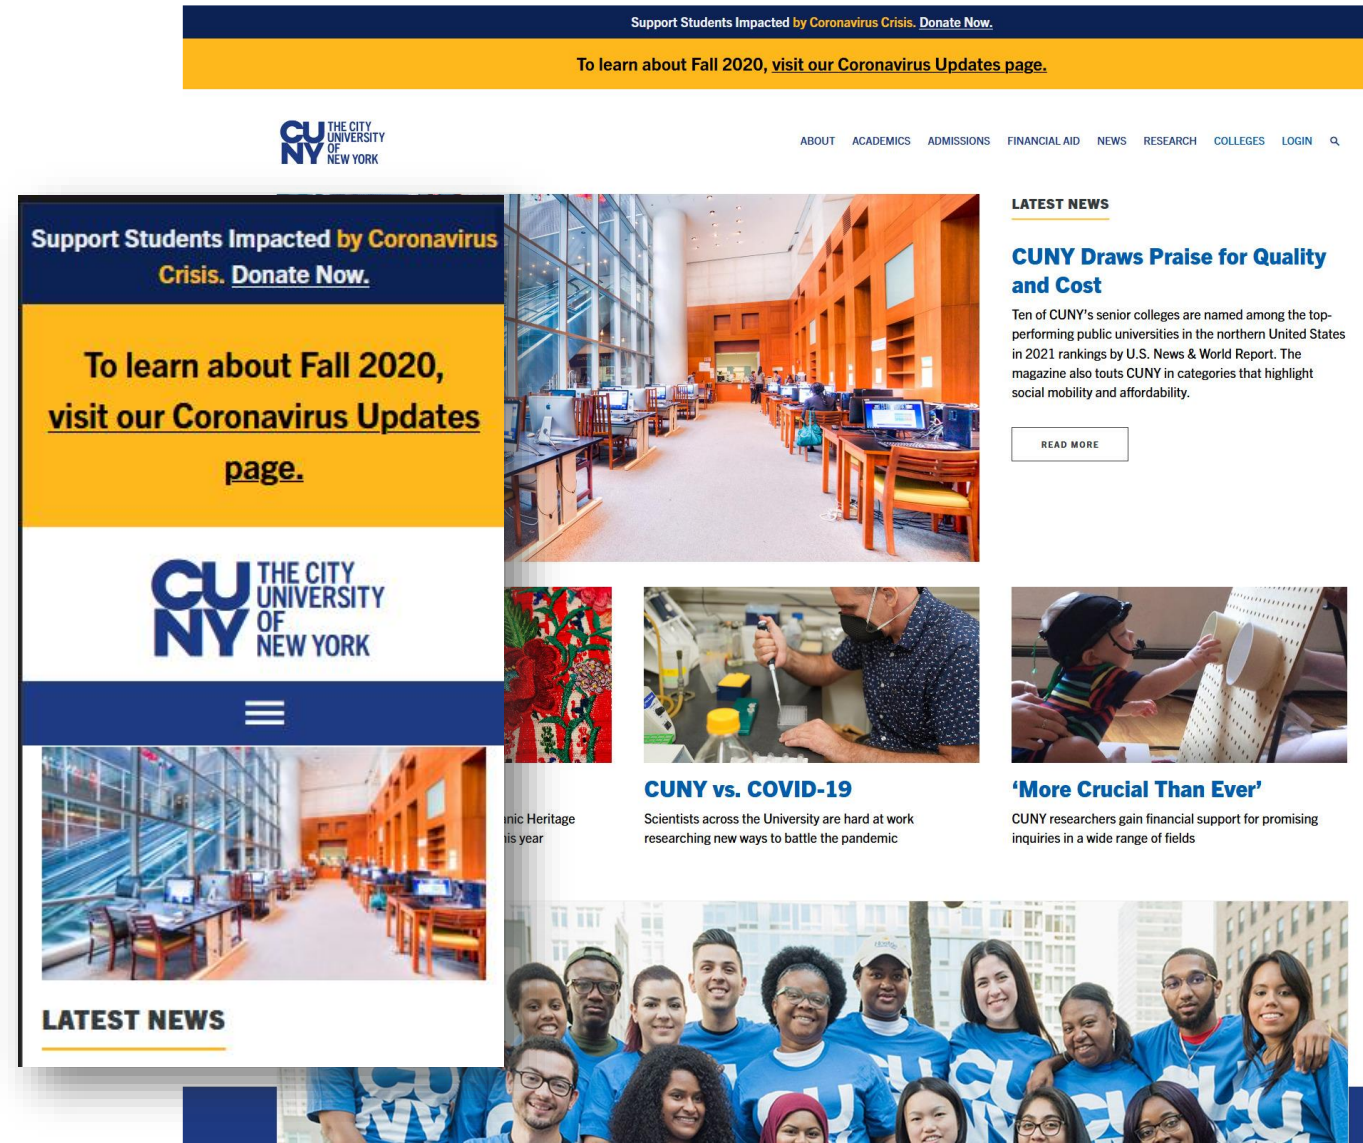 Support Students Impacted by Coronavirus Crisis. Donate Now.
To learn about Fall 2020, visit our Coronavirus Updates page.
CU THE CITY
UNIVERSITY
NY OF
NEW YORK
ABOUT ACADEMICS ADMISSIONS FINANCIAL AID NEWS RESEARCH COLLEGES LOGIN
Support Students Impacted by Coronavirus
Crisis. Donate Now.
To learn about Fall 2020,
visit our Coronavirus Updates
page.
CU THE CITY
UNIVERSITY
NY OF
NEW YORK
LATEST NEWS
LATEST NEWS
CUNY Draws Praise for Quality
and Cost
Ten of CUNY's senior colleges are named among the top-
performing public universities in the northern United States
in 2021 rankings by U.S. News & World Report. The
magazine also touts CUNY in categories that highlight
social mobility and affordability.
READ MORE
anic Heritage
his year
CUNY vs. COVID-19
Scientists across the University are hard at work
researching new ways to battle the pandemic
‘More Crucial Than Ever’
CUNY researchers gain financial support for promising
inquiries in a wide range of fields